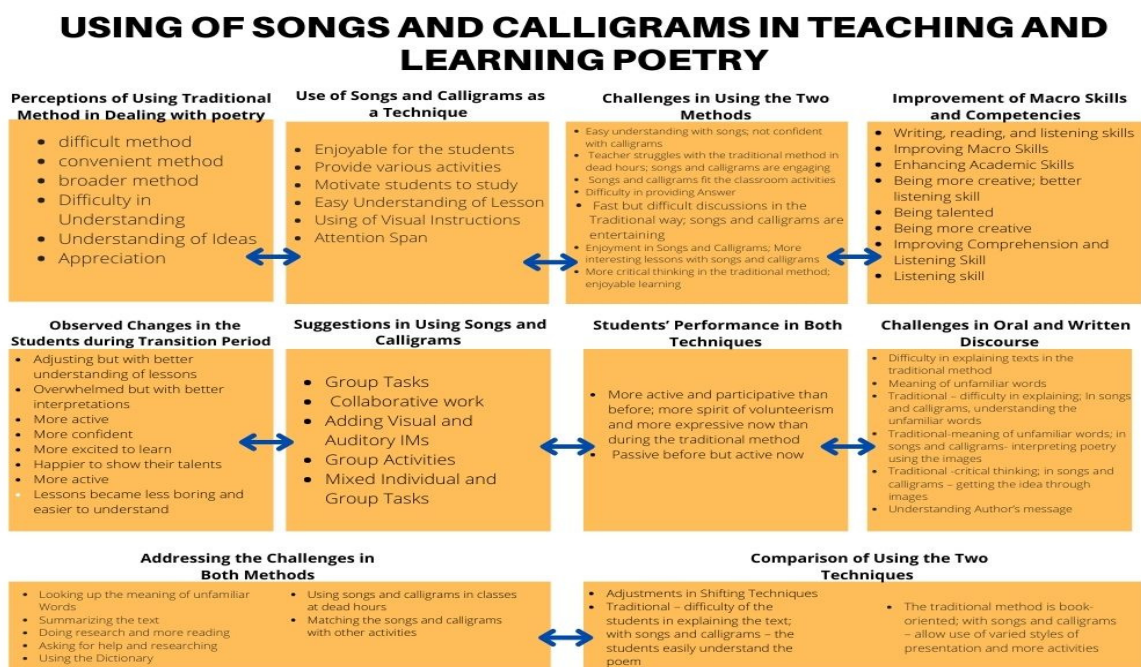 USING OF SONGS AND CALLIGRAMS IN TEACHING AND
LEARNING POETRY
Perceptions of Using Traditional
Method in Dealing with poetry
• difficult method
• convenient method
• broader method
• Difficulty in
Understanding
• Understanding of Ideas
• Appreciation
Use of Songs and Calligrams as
a Technique
• Enjoyable for the students
• Provide various activities
• Motivate students to study
• Easy Understanding of Lesson
• Using of Visual Instructions
• Attention Span
Challenges in Using the Two
Methods
• Easy understanding with songs; not confident
with calligrams
• Teacher struggles with the traditional method in
dead hours; songs and calligrams are engaging
• Songs and calligrams fit the classroom activities
• Difficulty in providing Answer
• Fast but difficult discussions in the
Traditional way; songs and calligrams are
entertaining
• Enjoyment in Songs and Calligrams; More
interesting lessons with songs and calligrams
• More critical thinking in the traditional method;
enjoyable learning
Improvement of Macro Skills
and Competencies
• Writing, reading, and listening skills
• Improving Macro Skills
• Enhancing Academic Skills
• Being more creative; better
listening skill
• Being talented
• Being more creative
• Improving Comprehension and
Listening Skill
• Listening skill
Observed Changes in the
Students during Transition Period
• Adjusting but with better
understanding of lessons
• Overwhelmed but with better
interpretations
• More active
• More confident
• More excited to learn
• Happier to show their talents
• More active
• Lessons became less boring and
easier to understand
Suggestions in Using Songs and
Calligrams
• Group Tasks
• Collaborative work
• Adding Visual and
Auditory IMs
• Group Activities
• Mixed Individual and
Group Tasks
Students' Performance in Both
Techniques
• More active and participative than
before; more spirit of volunteerism
and more expressive now than
during the traditional method
• Passive before but active now
Challenges in Oral and Written
Discourse
• Difficulty in explaining texts in the
traditional method
• Meaning of unfamiliar words
• Traditional – difficulty in explaining; In songs
and calligrams, understanding the
unfamiliar words
• Traditional-meaning of unfamiliar words; in
songs and calligrams- interpreting poetry
using the images
• Traditional -critical thinking; in songs and
calligrams – getting the idea through
images
• Understanding Author's message
Addressing the Challenges in
Both Methods
• Looking up the meaning of unfamiliar
Words
• Summarizing the text
• Doing research and more reading
• Asking for help and researching
• Using the Dictionary
• Using songs and calligrams in classes
at dead hours
• Matching the songs and calligrams
with other activities
Comparison of Using the Two
Techniques
• Adjustments in Shifting Techniques
• Traditional – difficulty of the
students in explaining the text;
with songs and calligrams – the
students easily understand the
poem
• The traditional method is book-
oriented; with songs and calligrams
– allow use of varied styles of
presentation and more activities